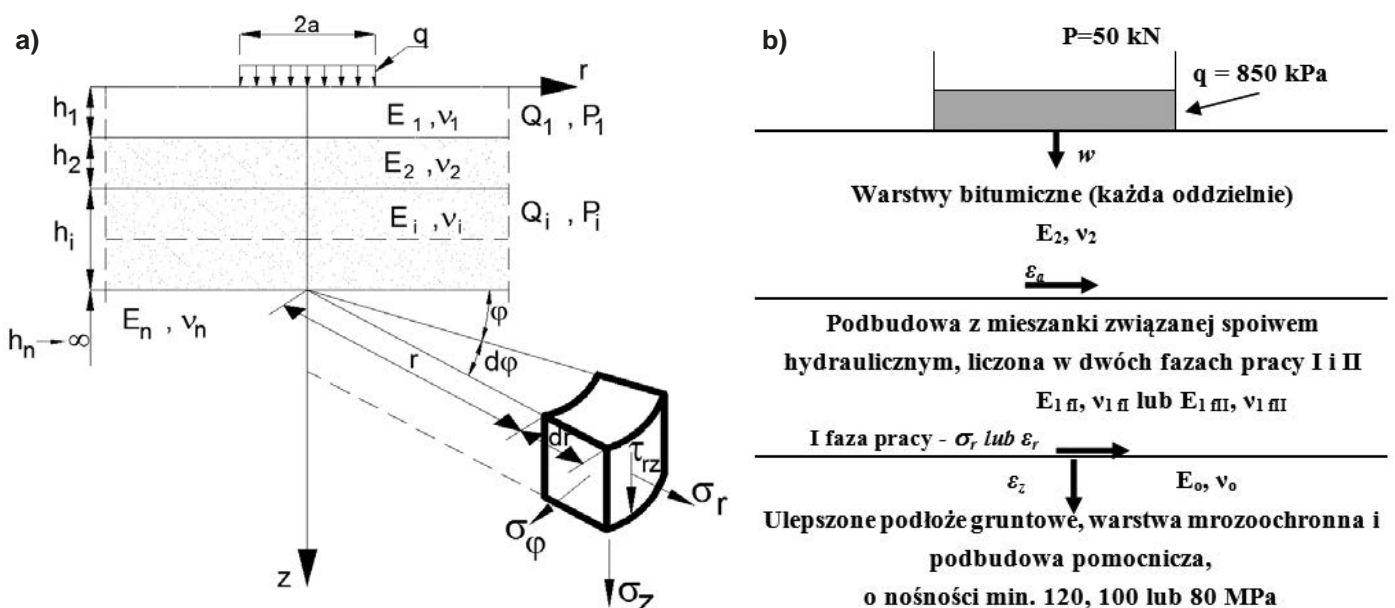 a)
2a
q
r
h₁
E₁ , ν₁
Q₁ , P₁
h₂
E₂ , ν₂
hᵢ
Eᵢ , νᵢ
Qᵢ , Pᵢ
Eₙ , νₙ
hₙ→∞
φ
r
dφ
dr
τrz
σr
σφ
z
σz
b)
P=50 kN
q = 850 kPa
w
Warstwy bitumiczne (każda oddzielnie)
E₂, ν₂
εa
Podbudowa z mieszanki związanej spoiwem
hydraulicznym, liczona w dwóch fazach pracy I i II
E₁ fI, ν₁ fI lub E₁ fII, ν₁ fII
I faza pracy - σr lub εr
εz
Eo, νo
Ulepszone podłoże gruntowe, warstwa mrozoochronna i
podbudowa pomocnicza,
o nośności min. 120, 100 lub 80 MPa